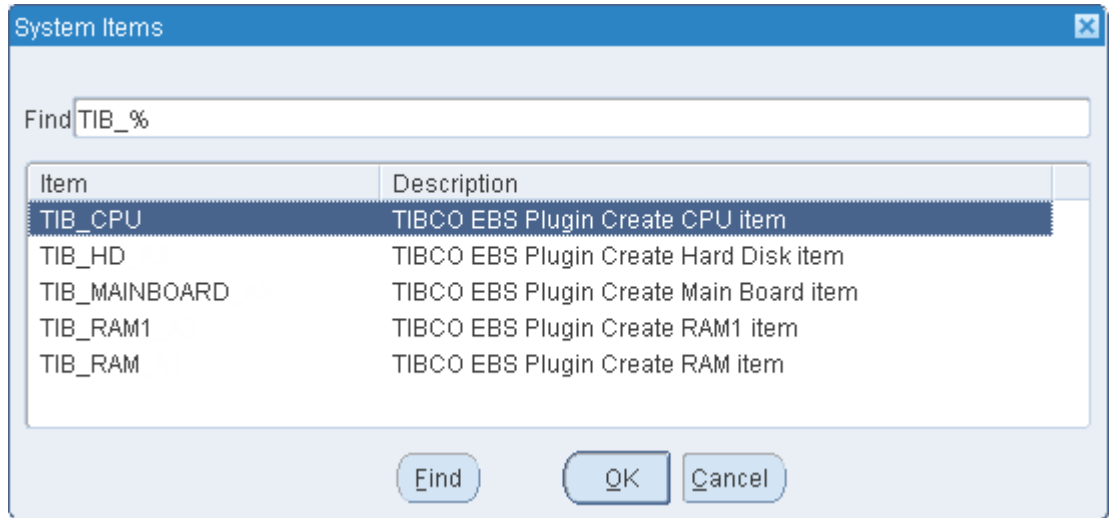 System Items
Find TIB_%
Item Description
TIB_CPU TIBCO EBS Plugin Create CPU item
TIB_HD TIBCO EBS Plugin Create Hard Disk item
TIB_MAINBOARD TIBCO EBS Plugin Create Main Board item
TIB_RAM1 TIBCO EBS Plugin Create RAM1 item
TIB_RAM TIBCO EBS Plugin Create RAM item
Find OK Cancel